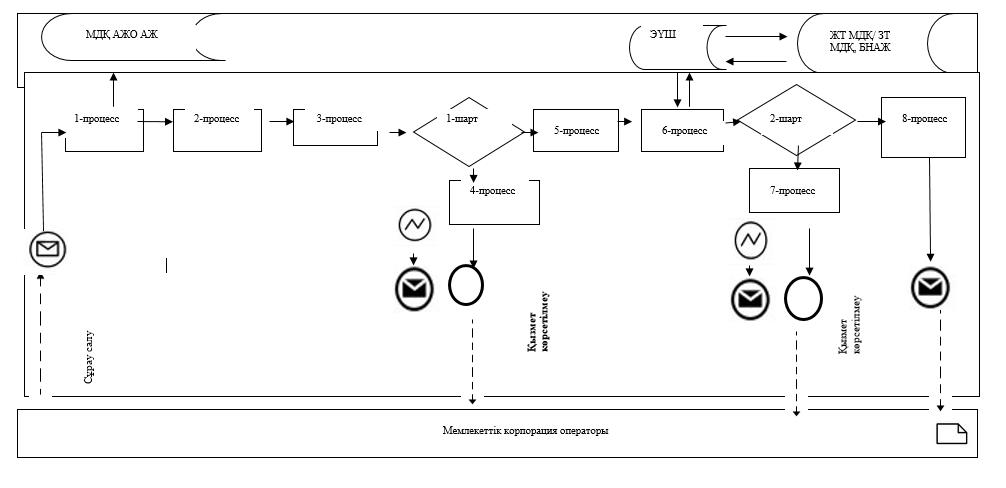 МДҚ АЖО АЖ
ЭҮШ
ЖТ МДҚ/ ЗТ
МДҚ, БНАЖ
1-процесс
2-процесс
3-процесс
1-шарт
5-процесс
6-процесс
2-шарт
8-процесс
4-процесс
7-процесс
Сұрау салу
Қызмет
көрсетілмеу
Қызмет
көрсетілмеу
Мемлекеттік корпорация операторы